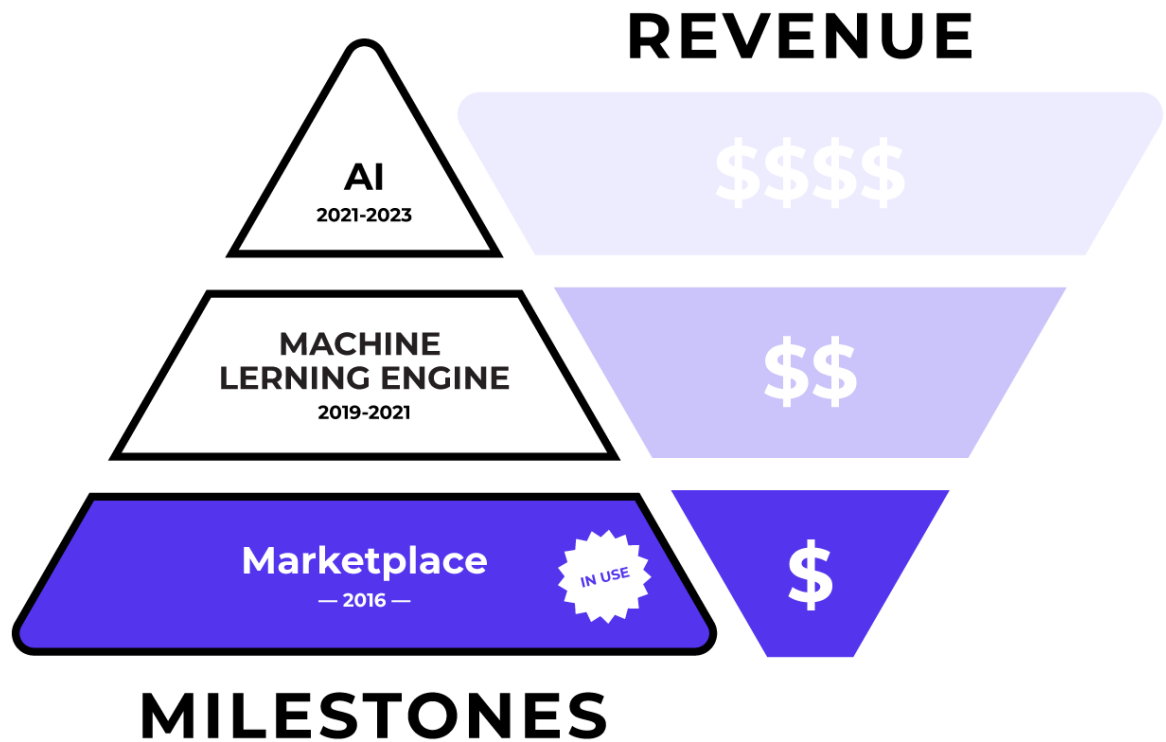 REVENUE
AI
2021-2023
$$$$
MACHINE
LERNING ENGINE
2019-2021
$$
Marketplace
— 2016 —
IN USE
$
MILESTONES